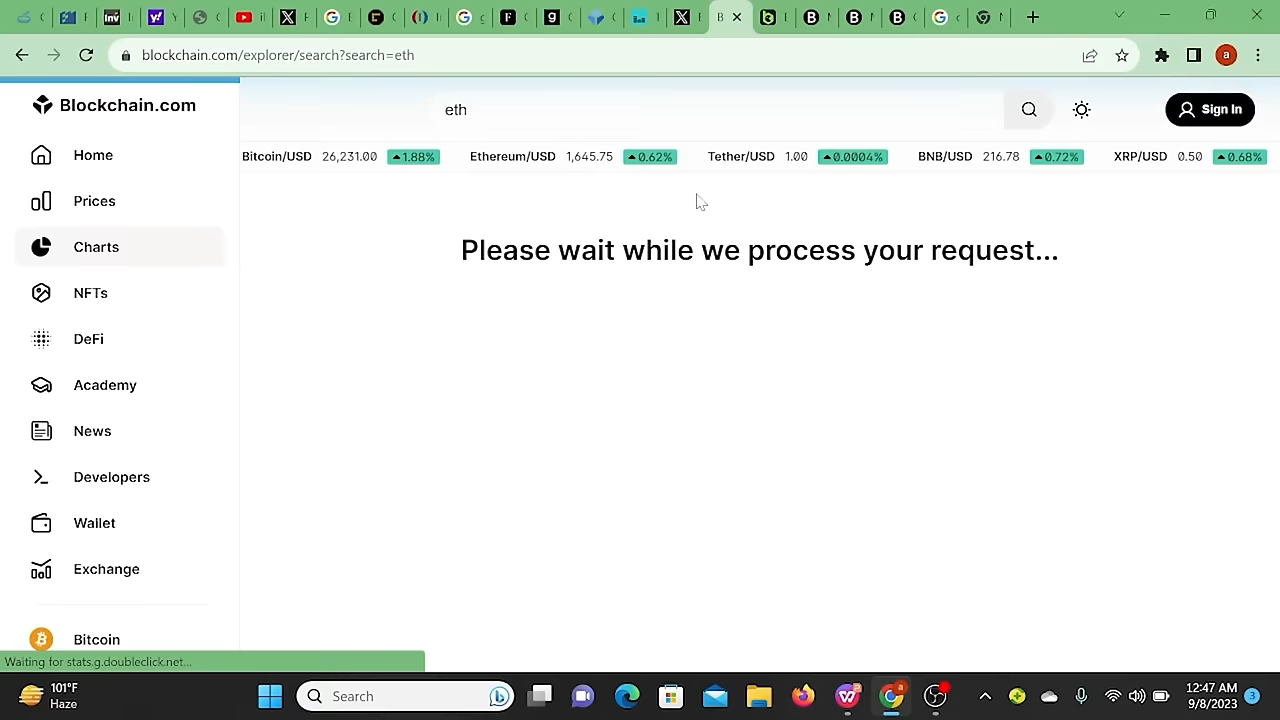 blockchain.com/explorer/search?search=eth
Blockchain.com
eth
Sign In
Bitcoin/USD 26,231.00 1.88% Ethereum/USD 1,645.75 0.62% Tether/USD 1.00 0.0004% BNB/USD 216.78 0.72% XRP/USD 0.50 0.68%
Home
Prices
Charts
NFTs
DeFi
Academy
News
Developers
Wallet
Exchange
Bitcoin
Please wait while we process your request...
Waiting for stats.g.doubleclick.net...
101°F
Haze
Search
12:47 AM
9/8/2023
3